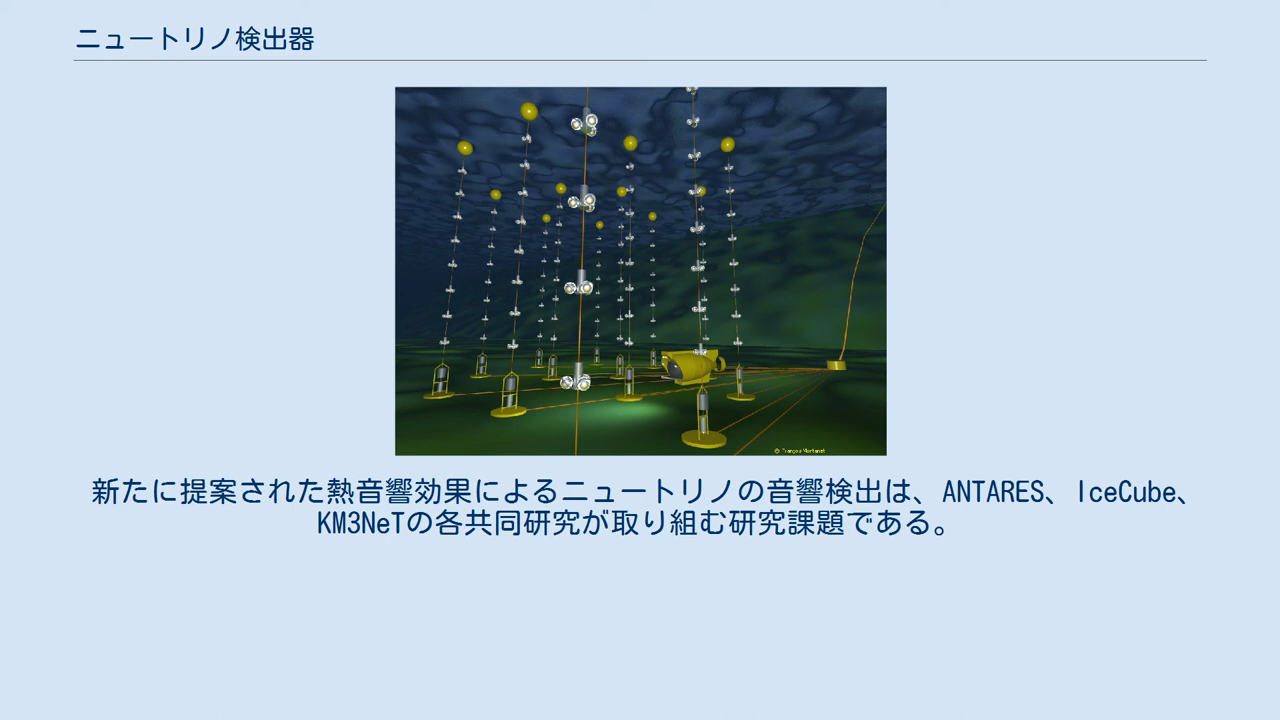 ニュートリノ検出器
© François Montanet
新たに提案された熱音響効果によるニュートリノの音響検出は、ANTARES、IceCube、
KM3NeTの各共同研究が取り組む研究課題である。